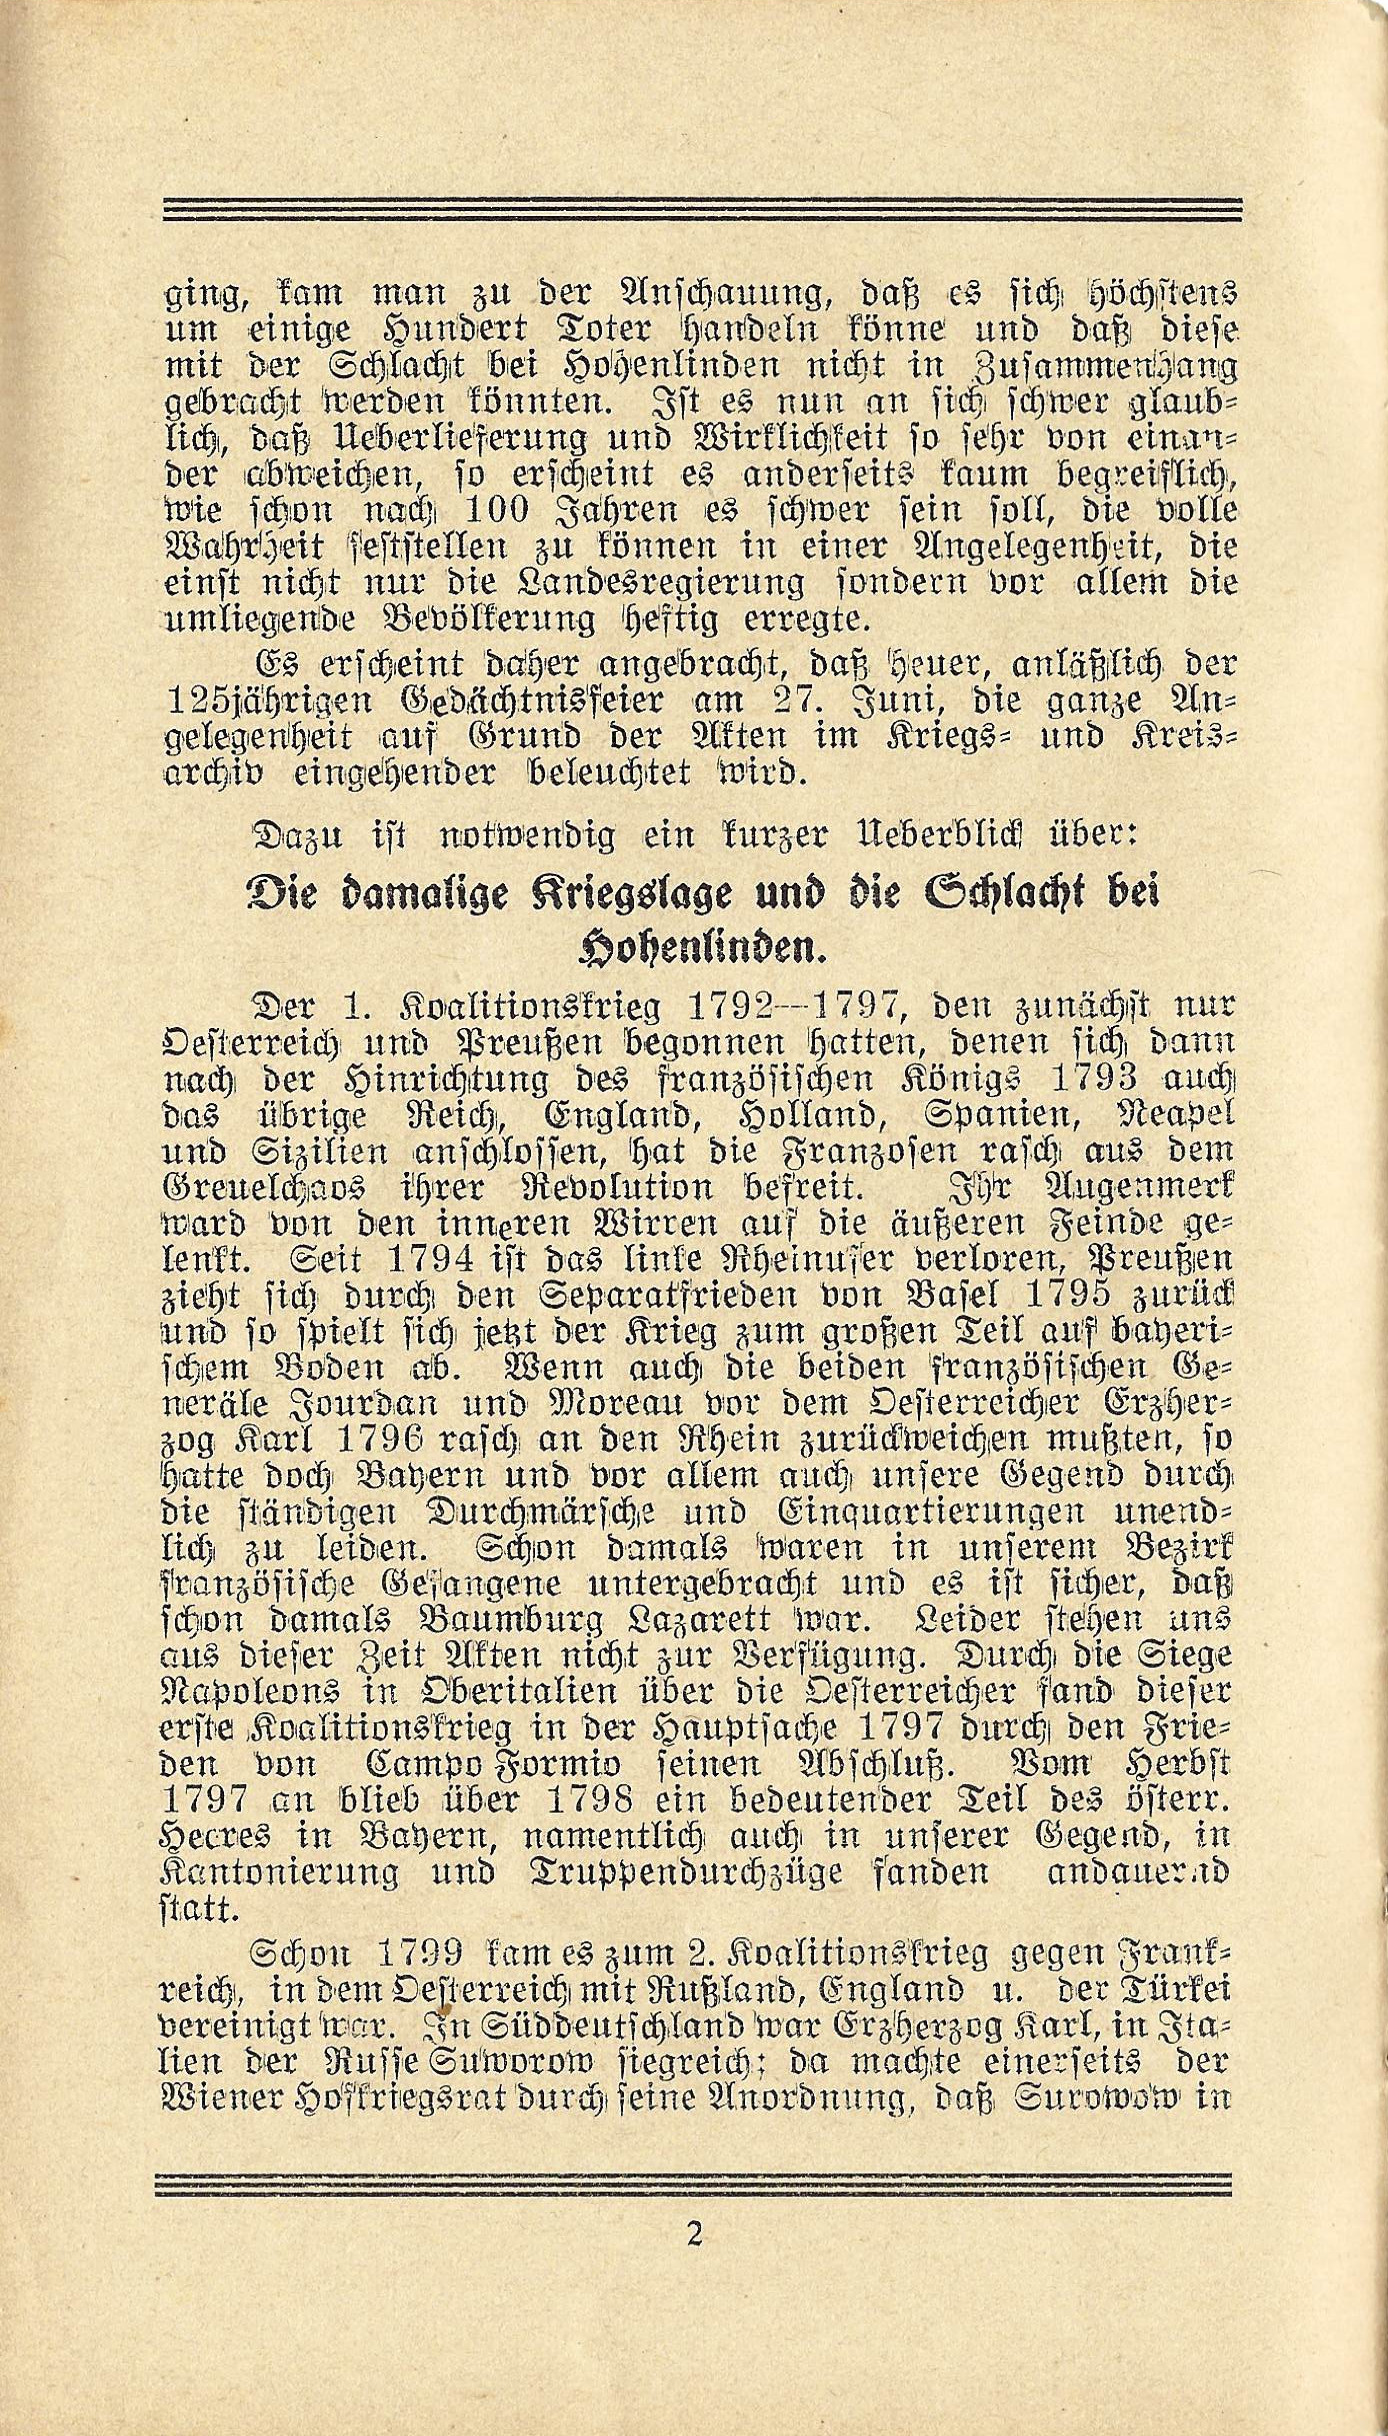 ging, kam man zu der Anschauung, daß es sich höchstens
um einige Hundert Toter handeln könne und daß diese
mit der Schlacht bei Hohenlinden nicht in Zusammenhang
gebracht werden könnten. Ist es nun an sich schwer glaub-
lich, daß Ueberlieferung und Wirklichkeit so sehr von einan-
der abweichen, so erscheint es anderseits kaum begreiflich,
wie schon nach 100 Jahren es schwer sein soll, die volle
Wahrheit feststellen zu können in einer Angelegenheit, die
einst nicht nur die Landesregierung sondern vor allem die
umliegende Bevölkerung heftig erregte.
Es erscheint daher angebracht, daß heuer, anläßlich der
125jährigen Gedächtnisfeier am 27. Juni, die ganze An-
gelegenheit auf Grund der Akten im Kriegs- und Kreis-
archiv eingehender beleuchtet wird.
Dazu ist notwendig ein kurzer Ueberblick über:
Die damalige Kriegslage und die Schlacht bei
Hohenlinden.
Der 1. Koalitionskrieg 1792—1797, den zunächst nur
Oesterreich und Preußen begonnen hatten, denen sich dann
nach der Hinrichtung des französischen Königs 1793 auch
das übrige Reich, England, Holland, Spanien, Neapel
und Sizilien anschlossen, hat die Franzosen rasch aus dem
Greuelchaos ihrer Revolution befreit. Ihr Augenmerk
ward von den inneren Wirren auf die äußeren Feinde ge-
lenkt. Seit 1794 ist das linke Rheinufer verloren, Preußen
zieht sich durch den Separatfrieden von Basel 1795 zurück
und so spielt sich jetzt der Krieg zum großen Teil auf bayeri-
schem Boden ab. Wenn auch die beiden französischen Ge-
neräle Jourdan und Moreau vor dem Oesterreicher Erzher-
zog Karl 1796 rasch an den Rhein zurückweichen mußten, so
hatte doch Bayern und vor allem auch unsere Gegend durch
die ständigen Durchmärsche und Einquartierungen unend-
lich zu leiden. Schon damals waren in unserem Bezirk
französische Gefangene untergebracht und es ist sicher, daß
schon damals Baumburg Lazarett war. Leider stehen uns
aus dieser Zeit Akten nicht zur Verfügung. Durch die Siege
Napoleons in Oberitalien über die Oesterreicher fand dieser
erste Koalitionskrieg in der Hauptsache 1797 durch den Frie-
den von Campo Formio seinen Abschluß. Vom Herbst
1797 an blieb über 1798 ein bedeutender Teil des österr.
Heeres in Bayern, namentlich auch in unserer Gegend, in
Kantonierung und Truppendurchzüge fanden andauernd
statt.
Schon 1799 kam es zum 2. Koalitionskrieg gegen Frank-
reich, in dem Oesterreich mit Rußland, England u. der Türkei
vereinigt war. In Süddeutschland war Erzherzog Karl, in Ita-
lien der Russe Suworow siegreich; da machte einerseits der
Wiener Hofkriegsrat durch seine Anordnung, daß Surowow in
2